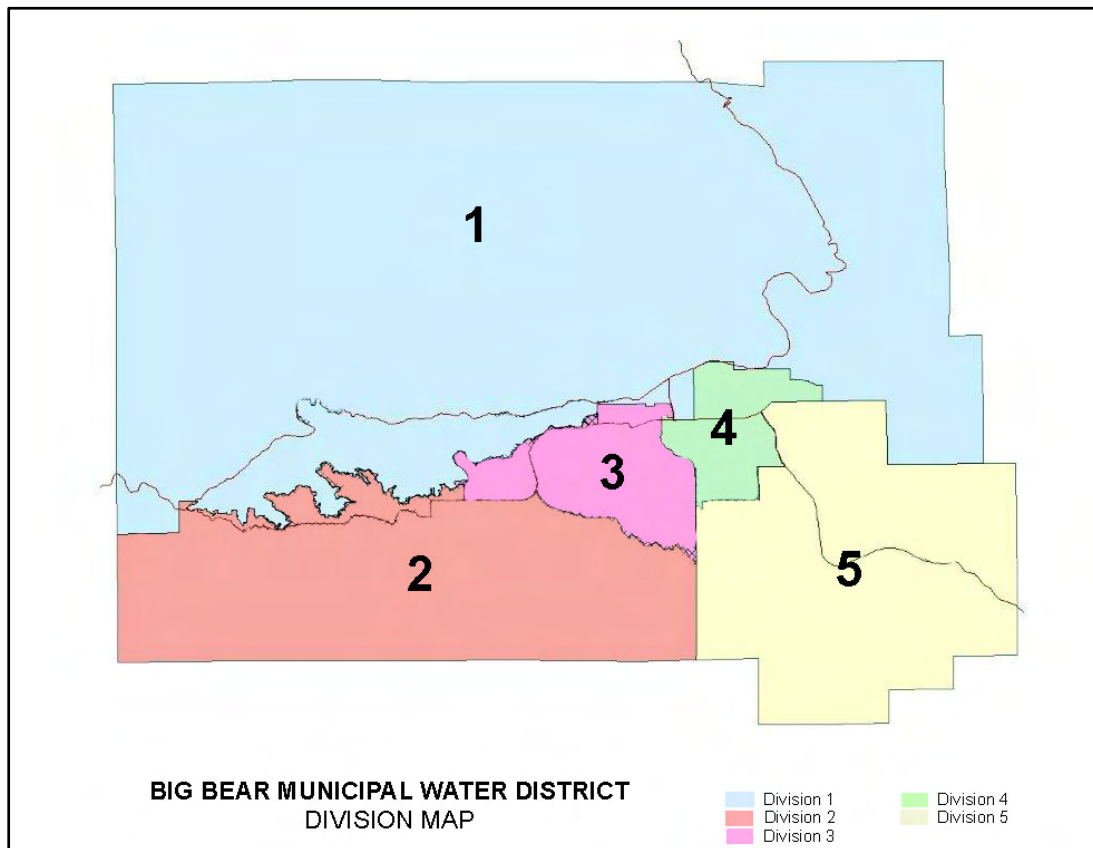 1
4
3
2
5
BIG BEAR MUNICIPAL WATER DISTRICT
DIVISION MAP
Division 1
Division 2
Division 3
Division 4
Division 5